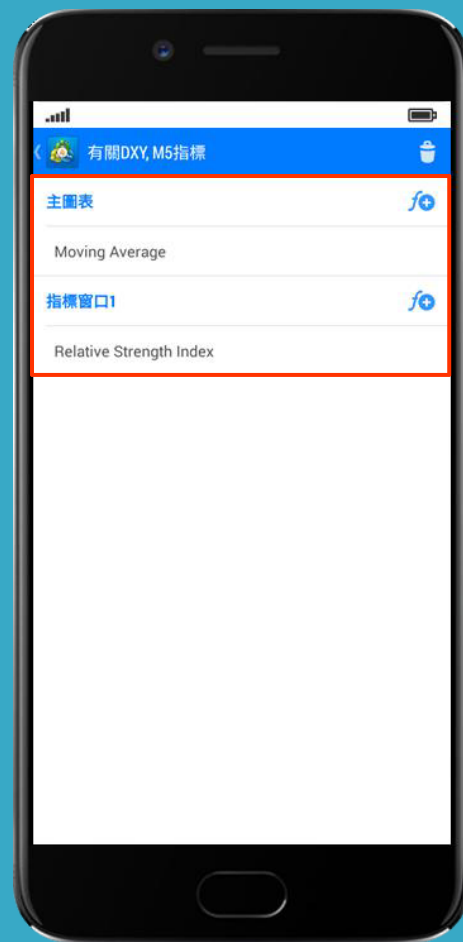 有關DXY, M5指標
主圖表
Moving Average
指標窗口1
Relative Strength Index